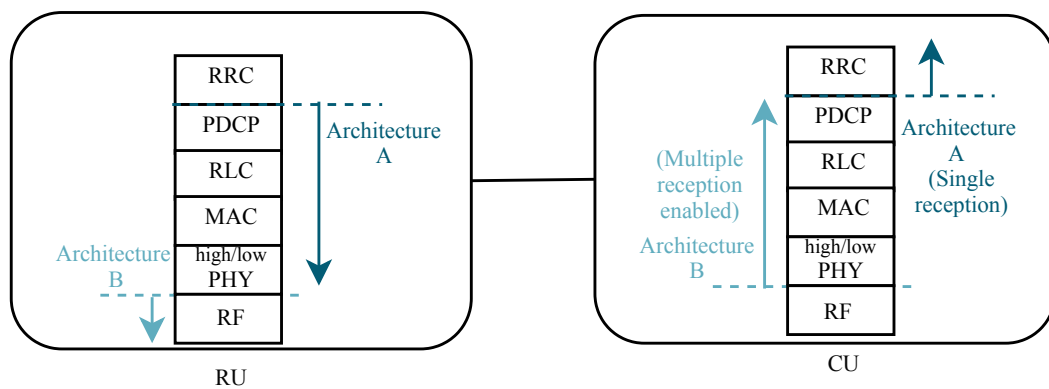 RRC
PDCP
RLC
MAC
high/low
PHY
RF
Architecture
A
Architecture
B
RU
RRC
PDCP
RLC
MAC
high/low
PHY
RF
(Multiple
reception
enabled)
Architecture
B
Architecture
A
(Single
reception)
CU